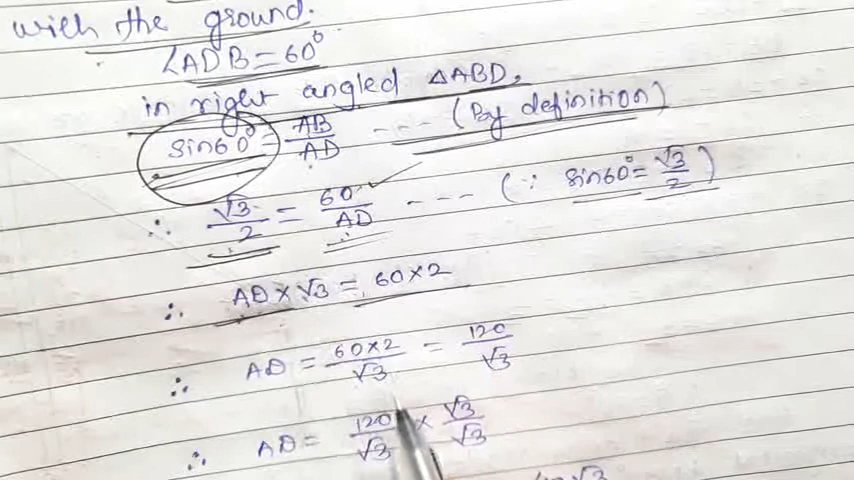 with the ground.
∠ADB = 60°
in right angled △ABD,
sin60° = AB/AD ---- (By definition)
∴ √3/2 = 60/AD ---- (∵ sin60° = √3/2)
∴ AD × √3 = 60×2
∴ AD = 60×2/√3 = 120/√3
∴ AD = 120/√3 × √3/√3